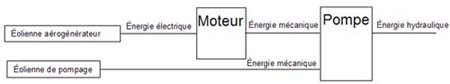 Moteur
Pompe
Énergie électrique
Énergie mécanique
Énergie hydraulique
Éolienne aérogénérateur
Énergie mécanique
Éolienne de pompage